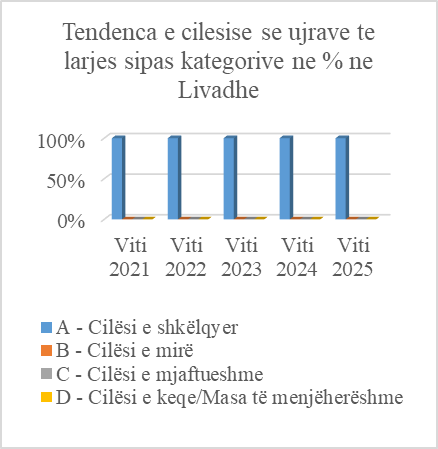 Tendenca e cilesise se ujrave te
larjes sipas kategorive ne % ne
Livadhe
100%
50%
0%
Viti Viti Viti Viti Viti
2021 2022 2023 2024 2025
A - Cilësi e shkëlqyer
B - Cilësi e mirë
C - Cilësi e mjaftueshme
D - Cilësi e keqe/Masa të menjëherëshme